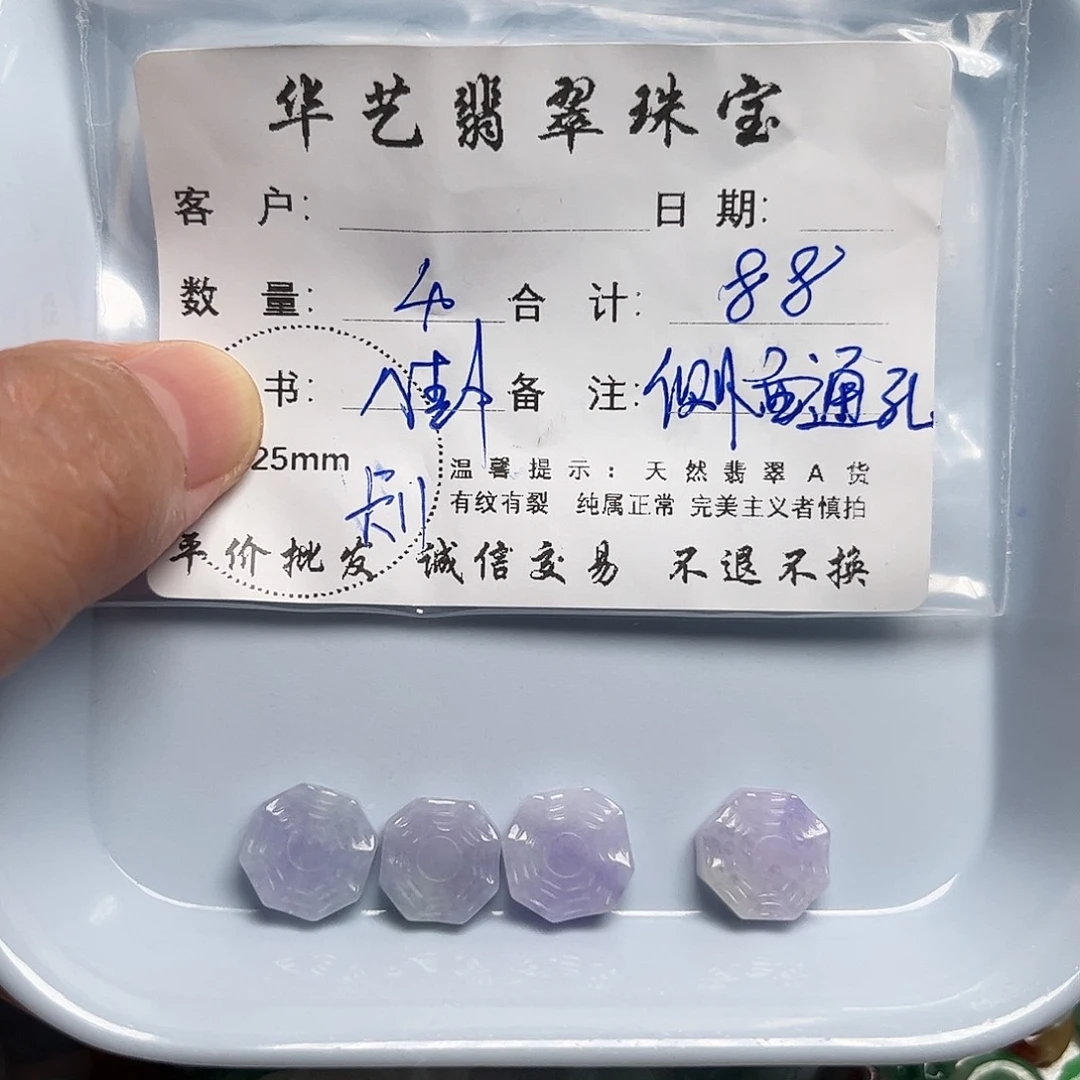 华艺翡翠珠宝
客 户: 日 期:
数 量: 4 合 计: 88
书: 八卦 备 注: 侧面通孔
25mm
温馨提示:天然翡翠A货
有纹有裂 纯属正常 完美主义者慎拍
平价批发 诚信交易 不退不换